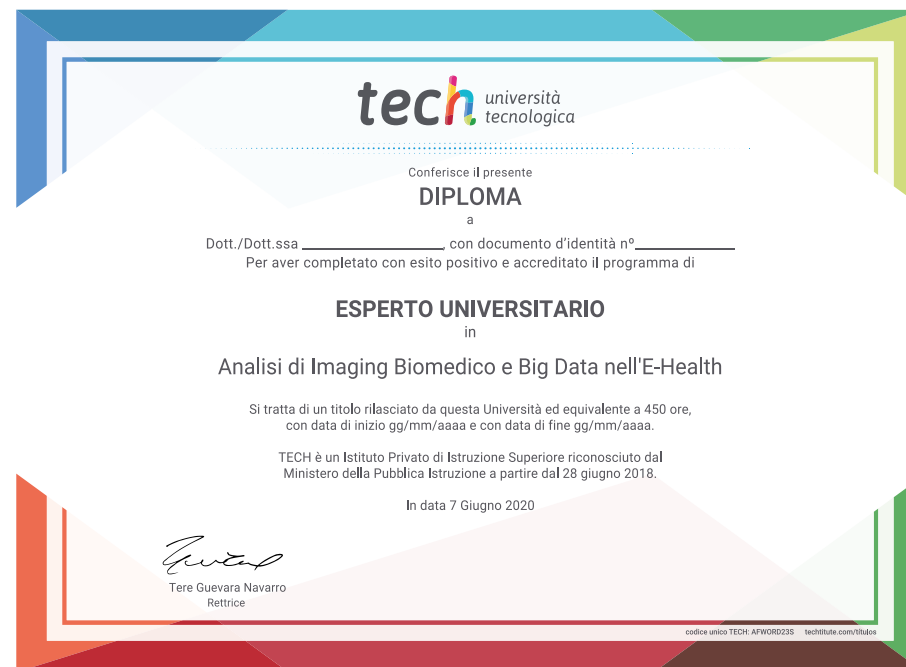 tech università
tecnologica
Conferisce il presente
DIPLOMA
a
Dott./Dott.ssa ____________________, con documento d'identità nº______________
Per aver completato con esito positivo e accreditato il programma di
ESPERTO UNIVERSITARIO
in
Analisi di Imaging Biomedico e Big Data nell'E-Health
Si tratta di un titolo rilasciato da questa Università ed equivalente a 450 ore,
con data di inizio gg/mm/aaaa e con data di fine gg/mm/aaaa.
TECH è un Istituto Privato di Istruzione Superiore riconosciuto dal
Ministero della Pubblica Istruzione a partire dal 28 giugno 2018.
In data 7 Giugno 2020
Tere Guevara Navarro
Rettrice
codice unico TECH: AFWORD23S techtitute.com/títulos